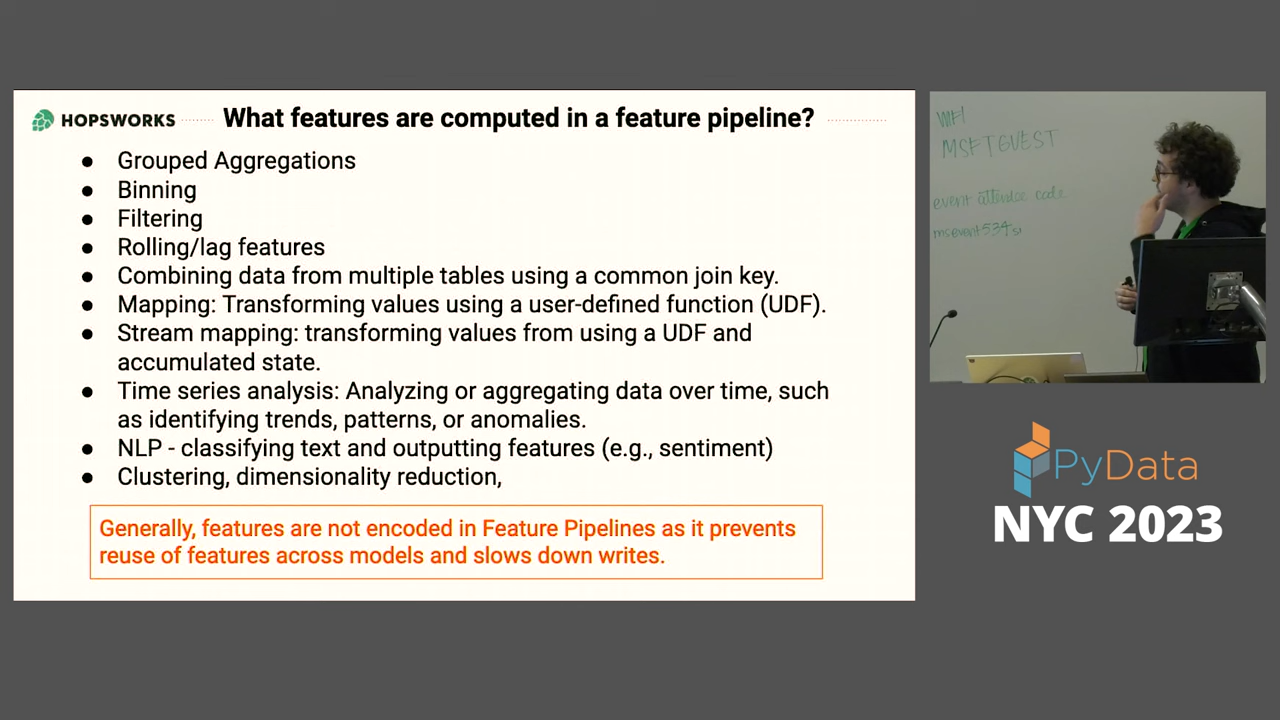 HOPSWORKS
What features are computed in a feature pipeline?
● Grouped Aggregations
● Binning
● Filtering
● Rolling/lag features
● Combining data from multiple tables using a common join key.
● Mapping: Transforming values using a user-defined function (UDF).
● Stream mapping: transforming values from using a UDF and
accumulated state.
● Time series analysis: Analyzing or aggregating data over time, such
as identifying trends, patterns, or anomalies.
● NLP - classifying text and outputting features (e.g., sentiment)
● Clustering, dimensionality reduction,
Generally, features are not encoded in Feature Pipelines as it prevents
reuse of features across models and slows down writes.
MSFTGUEST
event attendee code
PyData
NYC 2023